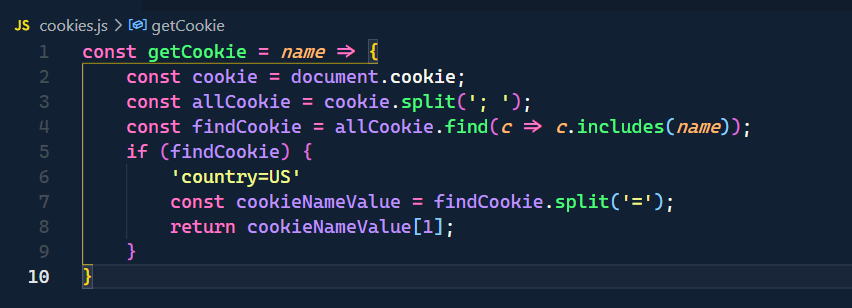 JS cookies.js > getCookie
1 const getCookie = name => {
2     const cookie = document.cookie;
3     const allCookie = cookie.split('; ');
4     const findCookie = allCookie.find(c => c.includes(name));
5     if (findCookie) {
6         'country=US'
7         const cookieNameValue = findCookie.split('=');
8         return cookieNameValue[1];
9     }
10 }